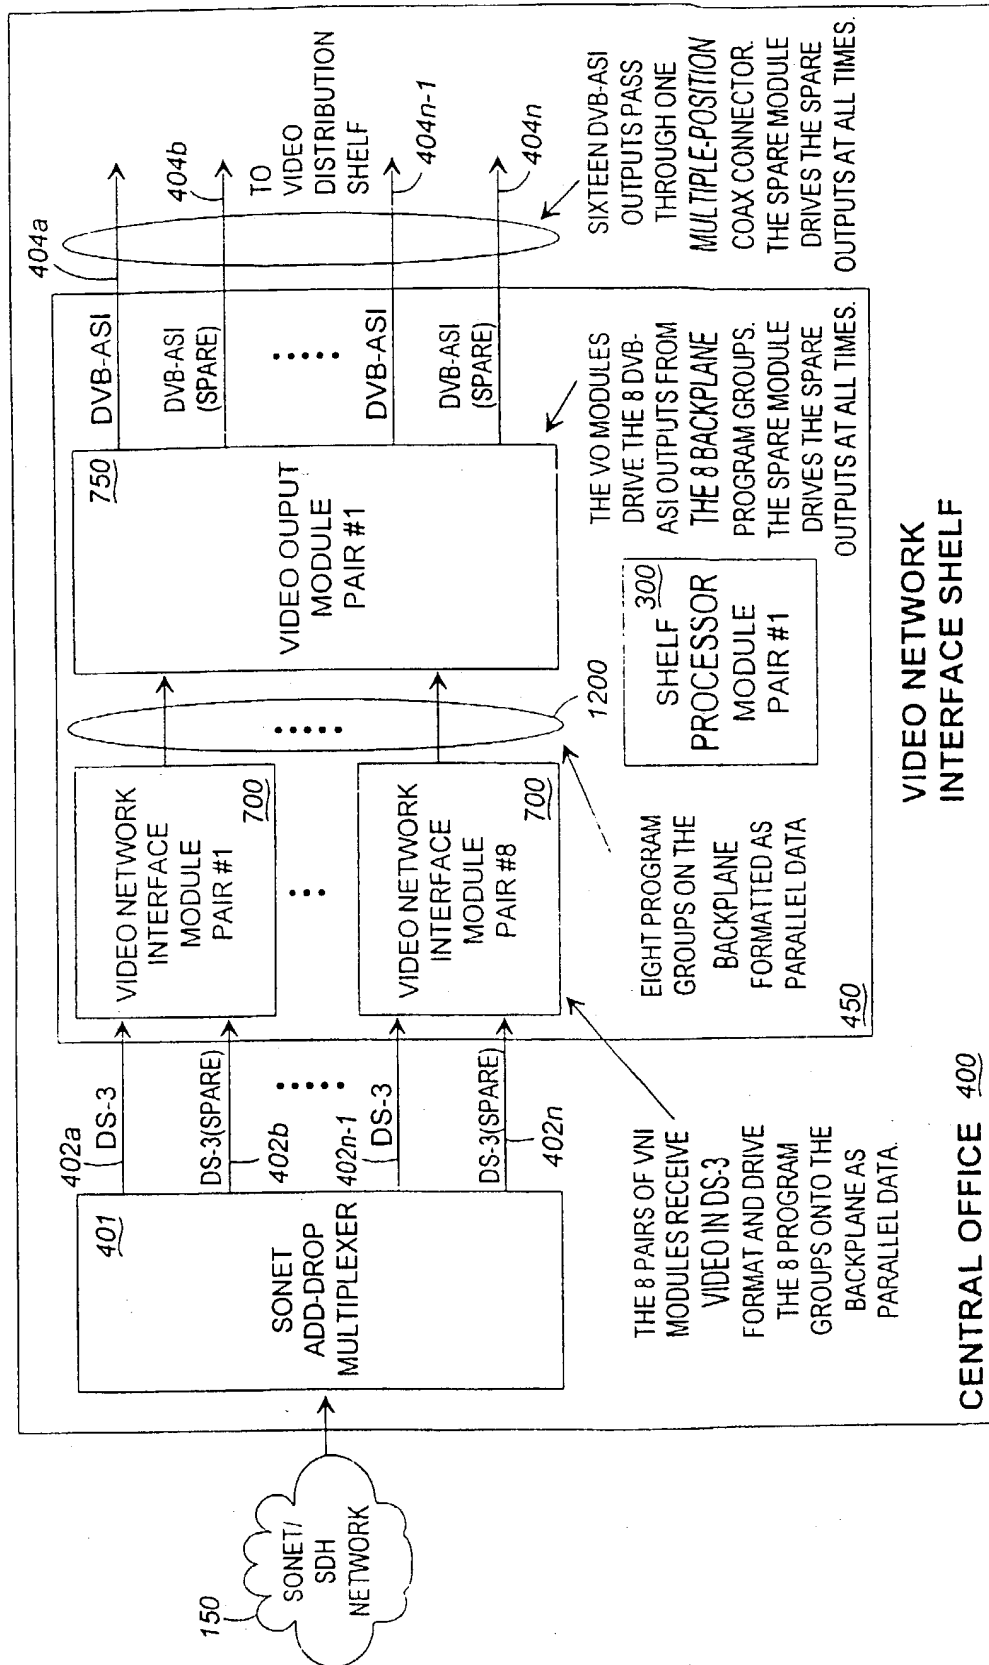 150
SONET/
SDH
NETWORK
401
SONET
ADD-DROP
MULTIPLEXER
402a
DS-3
DS-3(SPARE)
402b
402n-1
DS-3
DS-3(SPARE)
402n
VIDEO NETWORK
INTERFACE
MODULE
PAIR #1
700
VIDEO NETWORK
INTERFACE
MODULE
PAIR #8
700
1200
750
VIDEO OUPUT
MODULE
PAIR #1
DVB-ASI
DVB-ASI
(SPARE)
DVB-ASI
DVB-ASI
(SPARE)
404a
404b
TO VIDEO
DISTRIBUTION
SHELF
404n-1
404n
THE 8 PAIRS OF VNI
MODULES RECEIVE
VIDEO IN DS-3
FORMAT AND DRIVE
THE 8 PROGRAM
GROUPS ONTO THE
BACKPLANE AS
PARALLEL DATA.
EIGHT PROGRAM
GROUPS ON THE
BACKPLANE
FORMATTED AS
PARALLEL DATA
450
SHELF 300
PROCESSOR
MODULE
PAIR #1
THE VO MODULES
DRIVE THE 8 DVB-
ASI OUTPUTS FROM
THE 8 BACKPLANE
PROGRAM GROUPS.
THE SPARE MODULE
DRIVES THE SPARE
OUTPUTS AT ALL TIMES.
SIXTEEN DVB-ASI
OUTPUTS PASS
THROUGH ONE
MULTIPLE-POSITION
COAX CONNECTOR.
THE SPARE MODULE
DRIVES THE SPARE
OUTPUTS AT ALL TIMES.
CENTRAL OFFICE 400
VIDEO NETWORK
INTERFACE SHELF